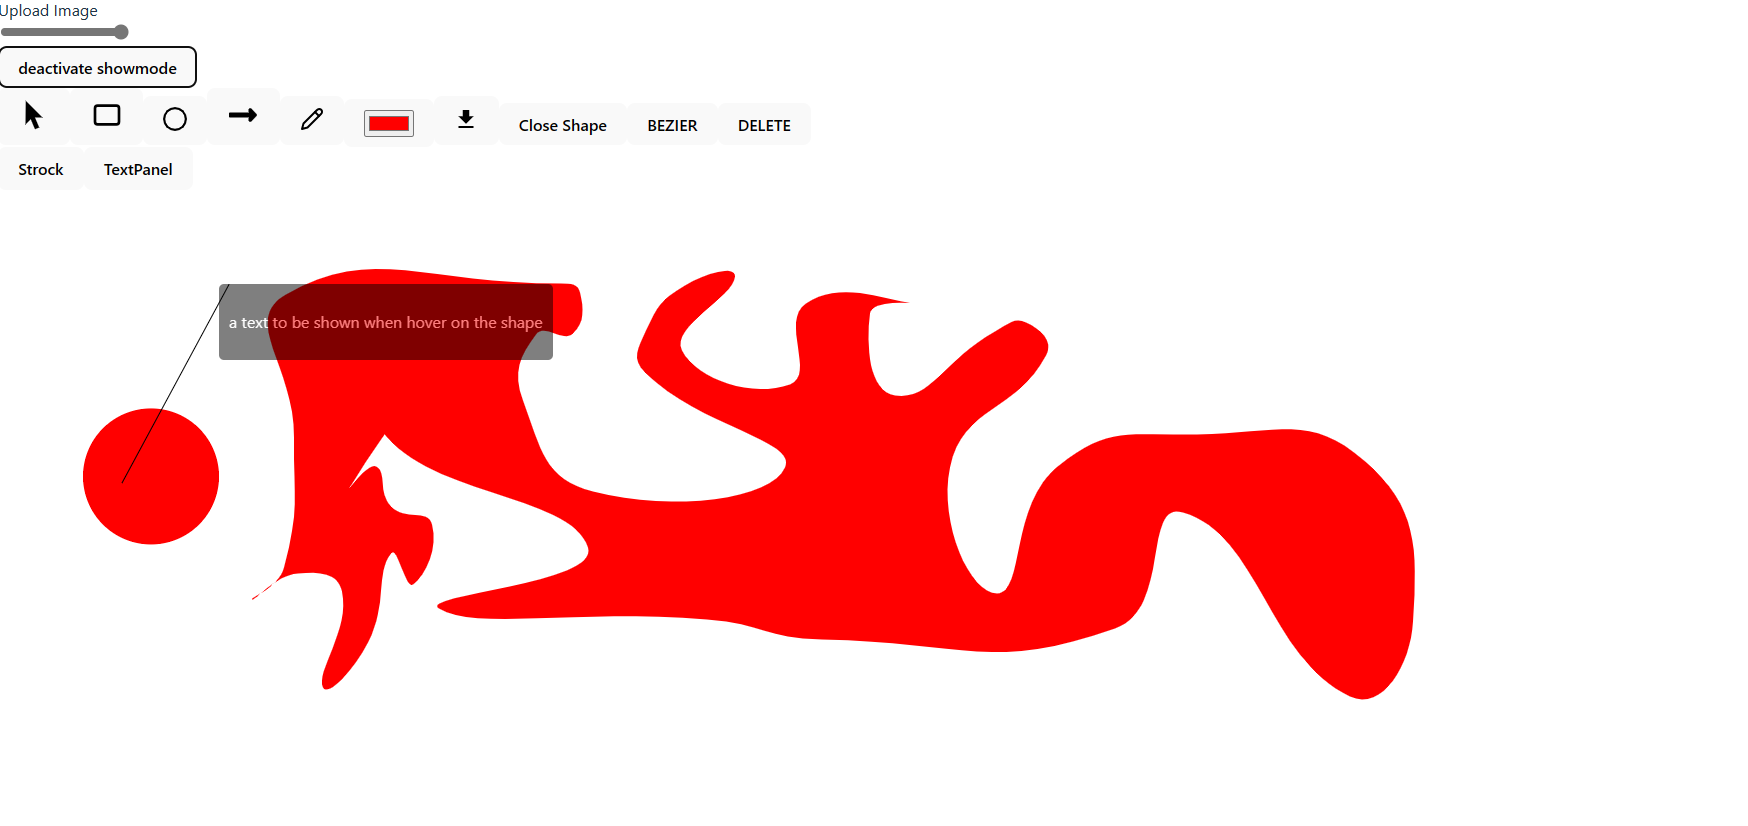 Upload Image
deactivate showmode
Close Shape BEZIER DELETE
Strock TextPanel
a text to be shown when hover on the shape